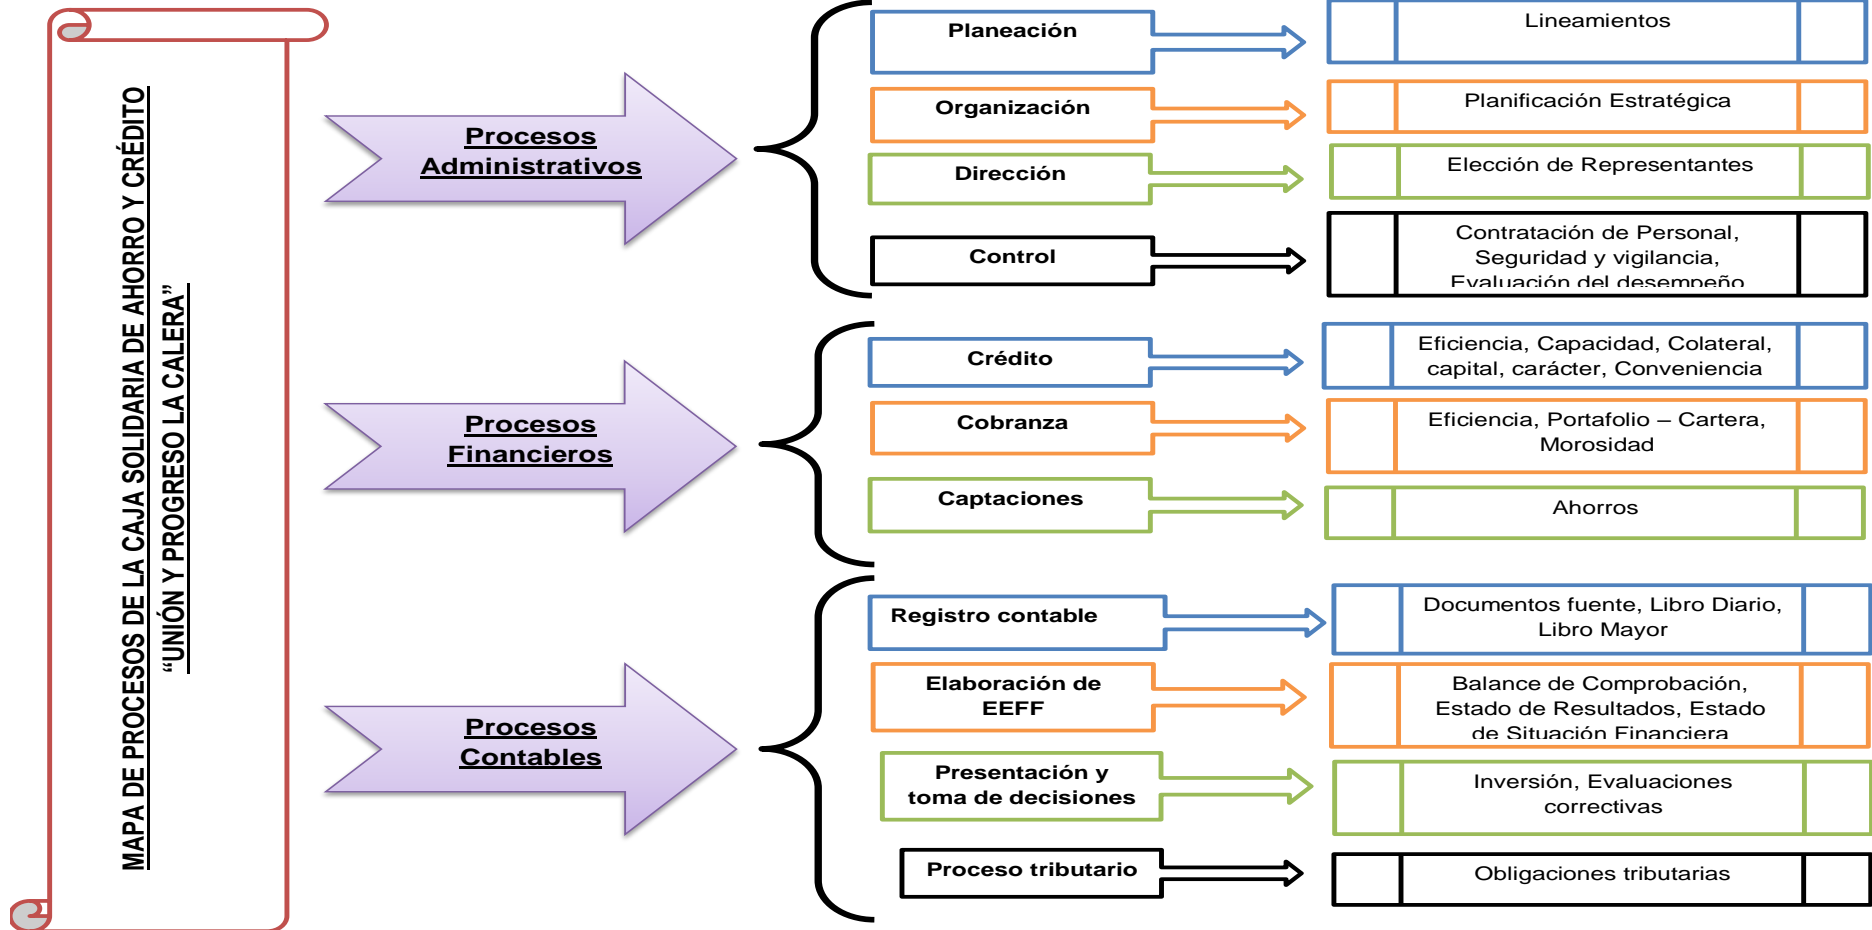 MAPA DE PROCESOS DE LA CAJA SOLIDARIA DE AHORRO Y CRÉDITO
“UNIÓN Y PROGRESO LA CALERA”
Procesos
Administrativos
Planeación
Lineamientos
Organización
Planificación Estratégica
Dirección
Elección de Representantes
Control
Contratación de Personal,
Seguridad y vigilancia,
Evaluación del desempeño
Procesos
Financieros
Crédito
Eficiencia, Capacidad, Colateral,
capital, carácter, Conveniencia
Cobranza
Eficiencia, Portafolio – Cartera,
Morosidad
Captaciones
Ahorros
Procesos
Contables
Registro contable
Documentos fuente, Libro Diario,
Libro Mayor
Elaboración de
EEFF
Balance de Comprobación,
Estado de Resultados, Estado
de Situación Financiera
Presentación y
toma de decisiones
Inversión, Evaluaciones
correctivas
Proceso tributario
Obligaciones tributarias